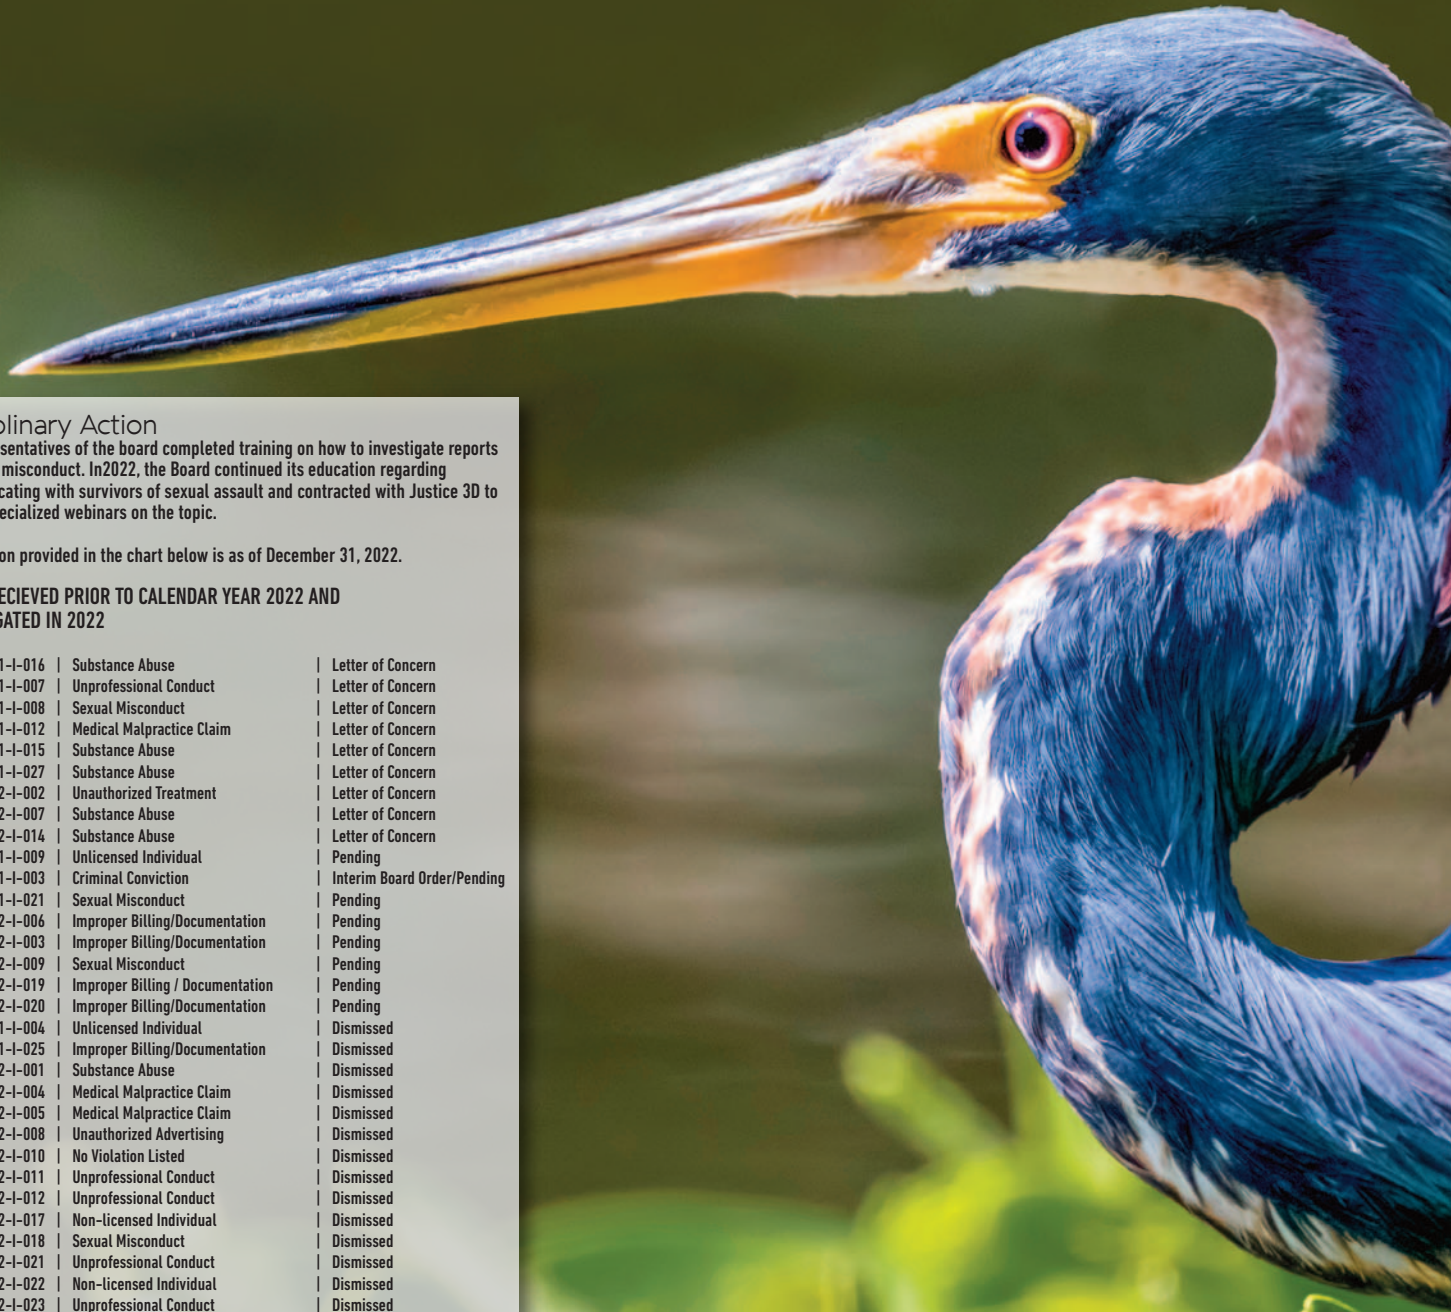 plinary Action
sentatives of the board completed training on how to investigate reports
misconduct. In2022, the Board continued its education regarding
cating with survivors of sexual assault and contracted with Justice 3D to
ecialized webinars on the topic.
on provided in the chart below is as of December 31, 2022.
ECIEVED PRIOR TO CALENDAR YEAR 2022 AND
GATED IN 2022
1-I-016 | Substance Abuse | Letter of Concern
1-I-007 | Unprofessional Conduct | Letter of Concern
1-I-008 | Sexual Misconduct | Letter of Concern
1-I-012 | Medical Malpractice Claim | Letter of Concern
1-I-015 | Substance Abuse | Letter of Concern
1-I-027 | Substance Abuse | Letter of Concern
2-I-002 | Unauthorized Treatment | Letter of Concern
2-I-007 | Substance Abuse | Letter of Concern
2-I-014 | Substance Abuse | Letter of Concern
1-I-009 | Unlicensed Individual | Pending
1-I-003 | Criminal Conviction | Interim Board Order/Pending
1-I-021 | Sexual Misconduct | Pending
2-I-006 | Improper Billing/Documentation | Pending
2-I-003 | Improper Billing/Documentation | Pending
2-I-009 | Sexual Misconduct | Pending
2-I-019 | Improper Billing / Documentation | Pending
2-I-020 | Improper Billing/Documentation | Pending
1-I-004 | Unlicensed Individual | Dismissed
1-I-025 | Improper Billing/Documentation | Dismissed
2-I-001 | Substance Abuse | Dismissed
2-I-004 | Medical Malpractice Claim | Dismissed
2-I-005 | Medical Malpractice Claim | Dismissed
2-I-008 | Unauthorized Advertising | Dismissed
2-I-010 | No Violation Listed | Dismissed
2-I-011 | Unprofessional Conduct | Dismissed
2-I-012 | Unprofessional Conduct | Dismissed
2-I-017 | Non-licensed Individual | Dismissed
2-I-018 | Sexual Misconduct | Dismissed
2-I-021 | Unprofessional Conduct | Dismissed
2-I-022 | Non-licensed Individual | Dismissed
2-I-023 | Unprofessional Conduct | Dismissed